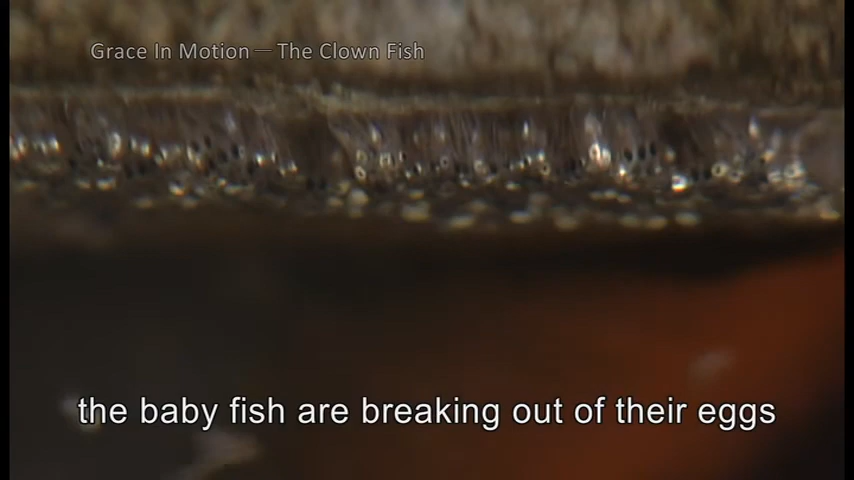 Grace In Motion — The Clown Fish
the baby fish are breaking out of their eggs